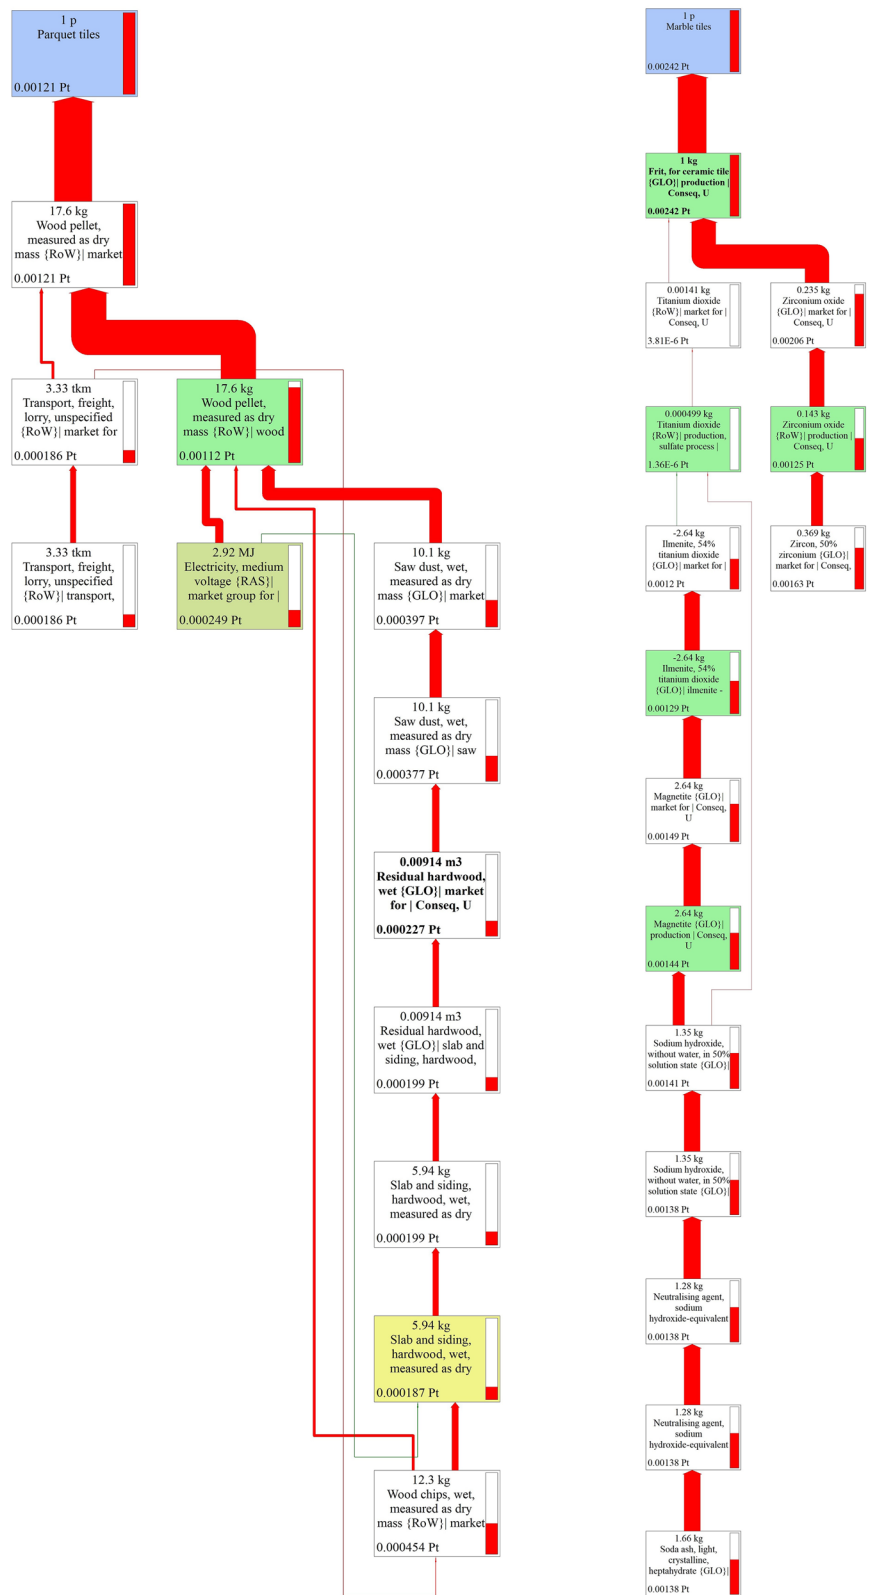 1 p
Parquet tiles
0.00121 Pt
17.6 kg
Wood pellet,
measured as dry
mass {RoW}| market
0.00121 Pt
3.33 tkm
Transport, freight,
lorry, unspecified
{RoW}| market for
0.000186 Pt
17.6 kg
Wood pellet,
measured as dry
mass {RoW}| wood
0.00112 Pt
3.33 tkm
Transport, freight,
lorry, unspecified
{RoW}| transport,
0.000186 Pt
2.92 MJ
Electricity, medium
voltage {RAS}|
market group for |
0.000249 Pt
10.1 kg
Saw dust, wet,
measured as dry
mass {GLO}| market
0.000397 Pt
10.1 kg
Saw dust, wet,
measured as dry
mass {GLO}| saw
0.000377 Pt
0.00914 m3
Residual hardwood,
wet {GLO}| market
for | Conseq, U
0.000227 Pt
0.00914 m3
Residual hardwood,
wet {GLO}| slab and
siding, hardwood,
0.000199 Pt
5.94 kg
Slab and siding,
hardwood, wet,
measured as dry
0.000199 Pt
5.94 kg
Slab and siding,
hardwood, wet,
measured as dry
0.000187 Pt
12.3 kg
Wood chips, wet,
measured as dry
mass {RoW}| market
0.000454 Pt
1 p
Marble tiles
0.00242 Pt
1 kg
Frit, for ceramic tile
{GLO}| production |
Conseq, U
0.00242 Pt
0.00141 kg
Titanium dioxide
{RoW}| market for |
Conseq, U
3.81E-6 Pt
0.235 kg
Zirconium oxide
{GLO}| market for |
Conseq, U
0.00206 Pt
0.000499 kg
Titanium dioxide
{RoW}| production,
sulfate process |
1.36E-6 Pt
0.143 kg
Zirconium oxide
{RoW}| production |
Conseq, U
0.00125 Pt
-2.64 kg
Ilmenite, 54%
titanium dioxide
{GLO}| market for |
0.0012 Pt
0.369 kg
Zircon, 50%
zirconium {GLO}|
market for | Conseq,
0.00163 Pt
-2.64 kg
Ilmenite, 54%
titanium dioxide
{GLO}| ilmenite -
0.00129 Pt
2.64 kg
Magnetite {GLO}|
market for | Conseq,
U
0.00149 Pt
2.64 kg
Magnetite {GLO}|
production | Conseq,
U
0.00144 Pt
1.35 kg
Sodium hydroxide,
without water, in 50%
solution state {GLO}|
0.00141 Pt
1.35 kg
Sodium hydroxide,
without water, in 50%
solution state {GLO}|
0.00138 Pt
1.28 kg
Neutralising agent,
sodium
hydroxide-equivalent
0.00138 Pt
1.28 kg
Neutralising agent,
sodium
hydroxide-equivalent
0.00138 Pt
1.66 kg
Soda ash, light,
crystalline,
heptahydrate {GLO}|
0.00138 Pt